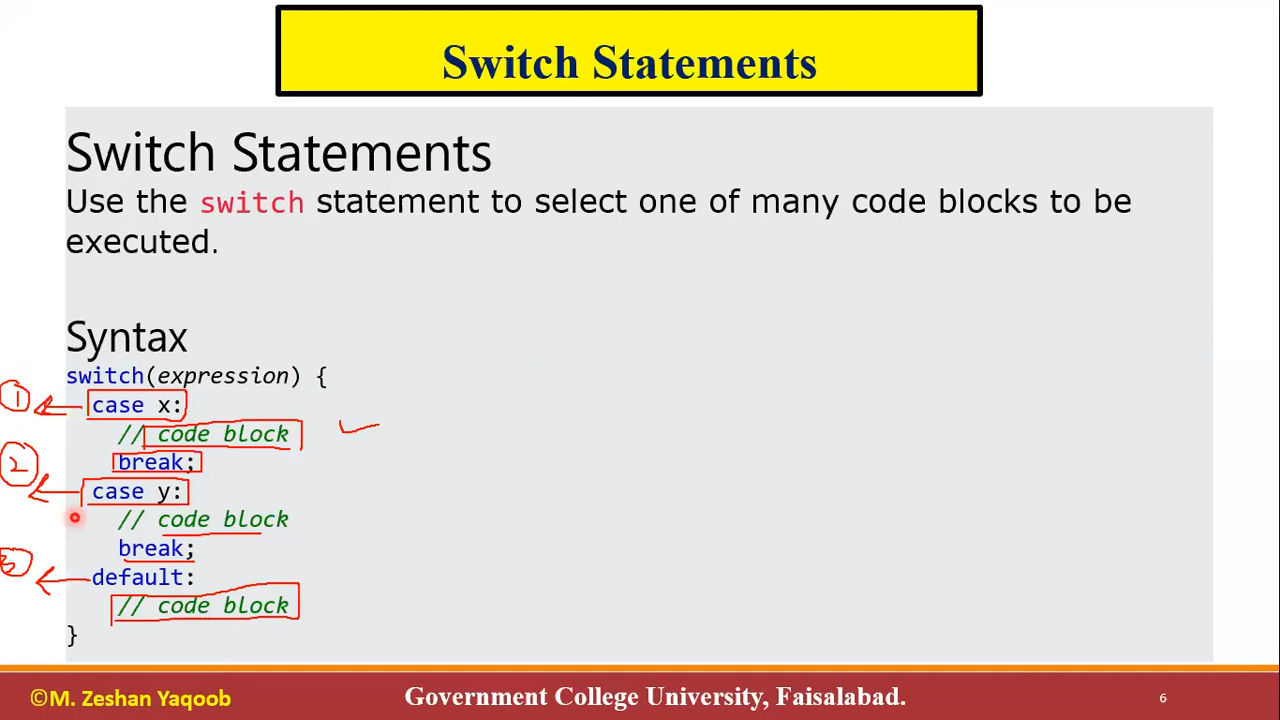 Switch Statements
Switch Statements
Use the switch statement to select one of many code blocks to be
executed.
Syntax
switch(expression) {
① case x:
// code block
break;
② case y:
// code block
break;
default:
// code block
}
©M. Zeshan Yaqoob Government College University, Faisalabad. 6